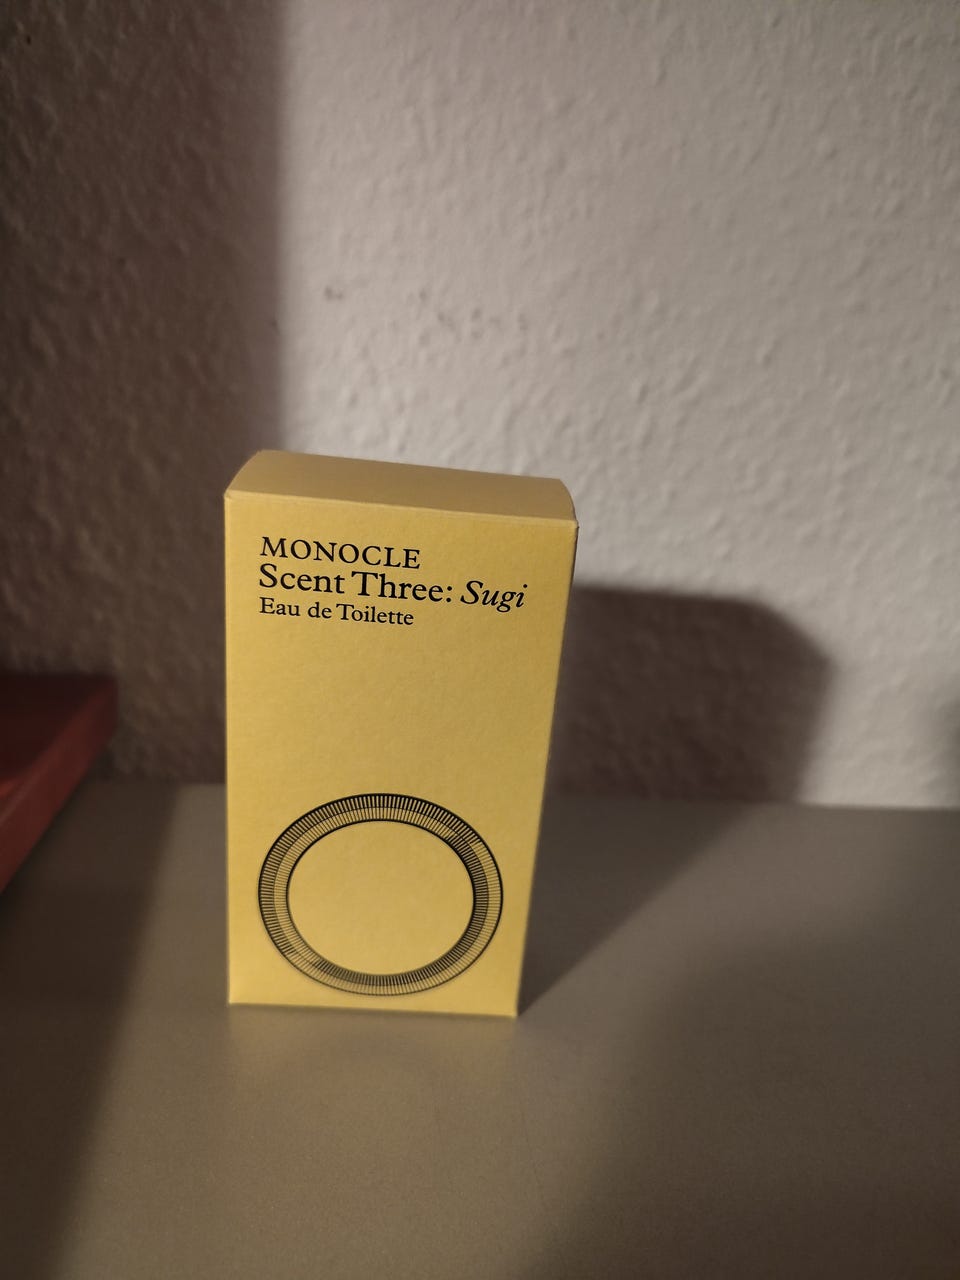 MONOCLE
Scent Three: Sugi
Eau de Toilette